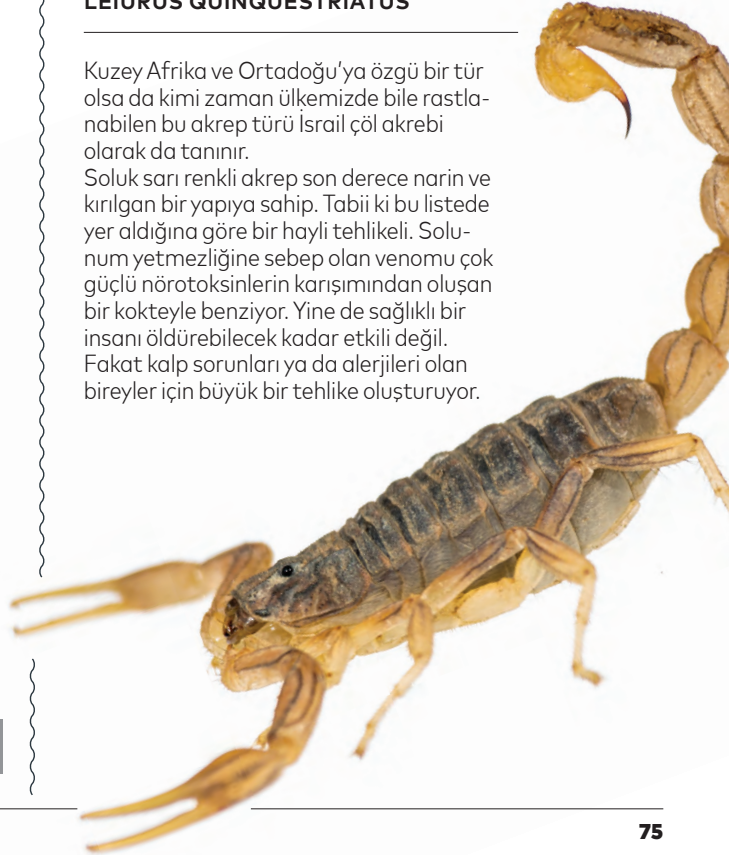 LEIURUS QUINQUESTRIATUS
Kuzey Afrika ve Ortadoğu'ya özgü bir tür
olsa da kimi zaman ülkemizde bile rastla-
nabilen bu akrep türü İsrail çöl akrebi
olarak da tanınır.
Soluk sarı renkli akrep son derece narin ve
kırılgan bir yapıya sahip. Tabii ki bu listede
yer aldığına göre bir hayli tehlikeli. Solu-
num yetmezliğine sebep olan venomu çok
güçlü nörotoksinlerin karışımından oluşan
bir kokteyle benziyor. Yine de sağlıklı bir
insanı öldürebilecek kadar etkili değil.
Fakat kalp sorunları ya da alerjileri olan
bireyler için büyük bir tehlike oluşturuyor.
75